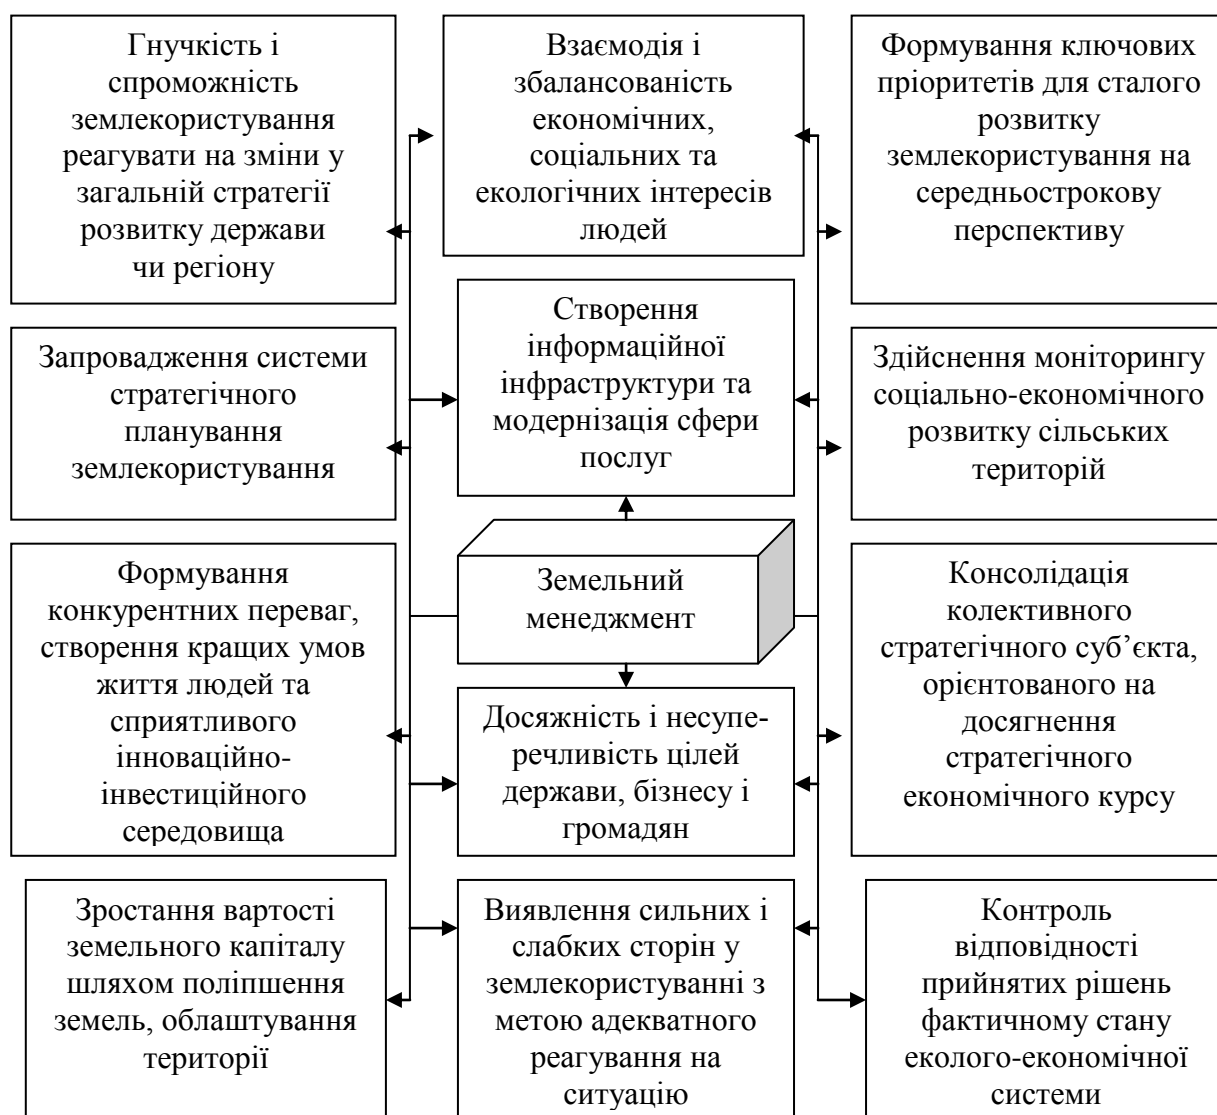 Гнучкість і
спроможність
землекористування
реагувати на зміни у
загальній стратегії
розвитку держави
чи регіону
Взаємодія і
збалансованість
економічних,
соціальних та
екологічних інтересів
людей
Формування ключових
пріоритетів для сталого
розвитку
землекористування на
середньострокову
перспективу
Запровадження системи
стратегічного
планування
землекористування
Створення
інформаційної
інфраструктури та
модернізація сфери
послуг
Здійснення моніторингу
соціально-економічного
розвитку сільських
територій
Формування
конкурентних переваг,
створення кращих умов
життя людей та
сприятливого
інноваційно-
інвестиційного
середовища
Земельний
менеджмент
Консолідація
колективного
стратегічного суб’єкта,
орієнтованого на
досягнення
стратегічного
економічного курсу
Досяжність і несупе-
речливість цілей
держави, бізнесу і
громадян
Зростання вартості
земельного капіталу
шляхом поліпшення
земель, облаштування
території
Виявлення сильних і
слабких сторін у
землекористуванні з
метою адекватного
реагування на
ситуацію
Контроль
відповідності
прийнятих рішень
фактичному стану
еколого-економічної
системи